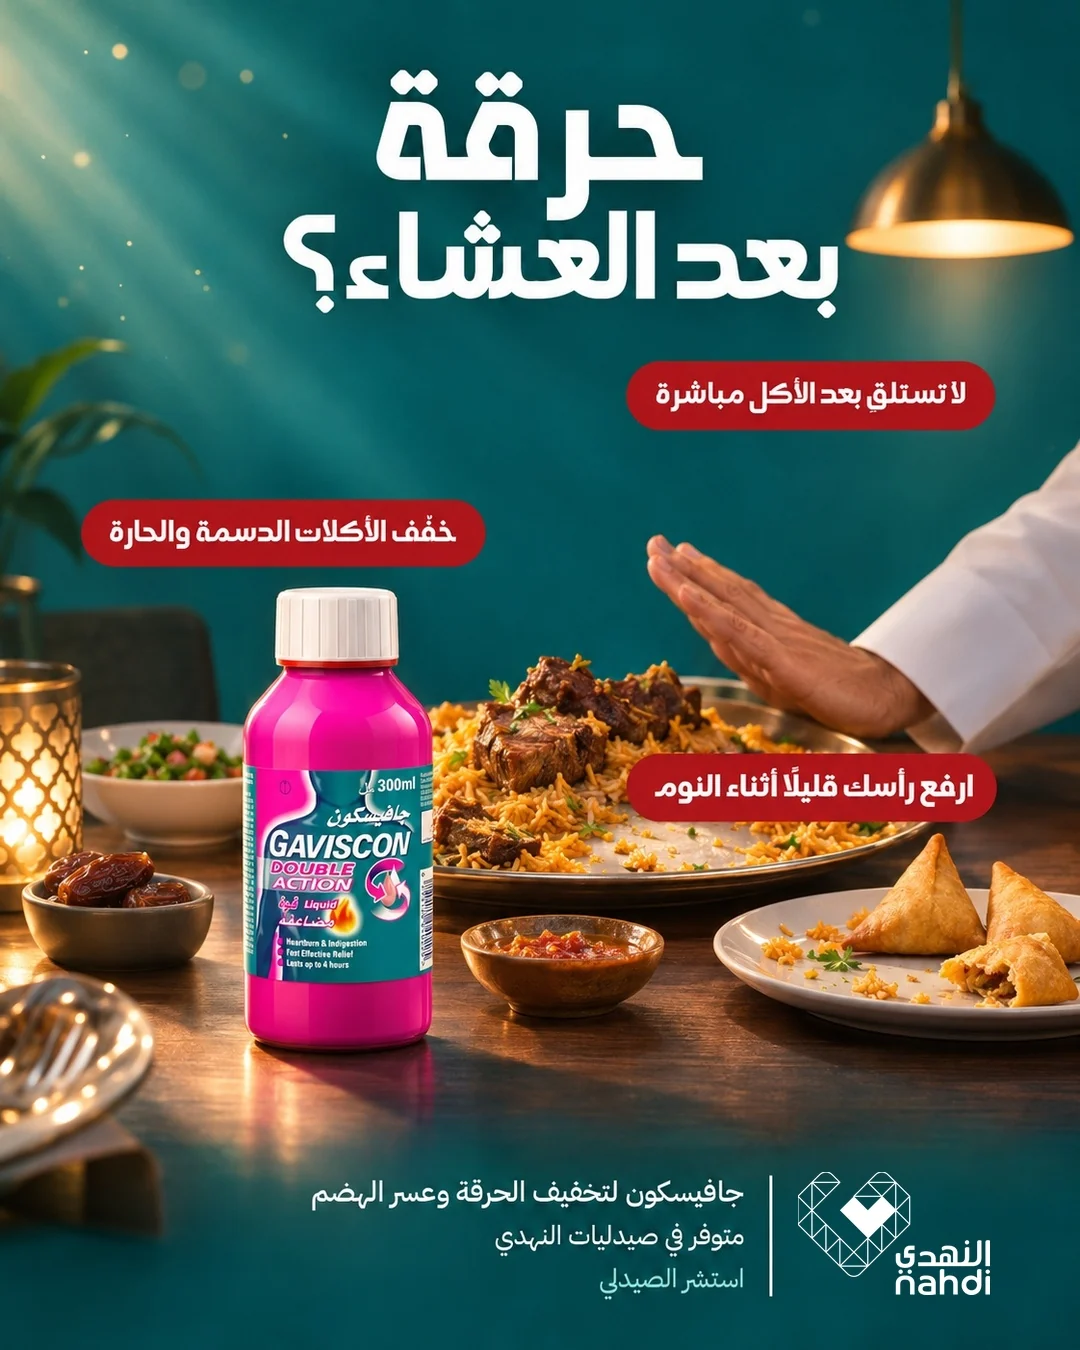 حرقة
بعد العشاء؟
لا تستلقِ بعد الأكل مباشرة
خفّف الأكلات الدسمة والحارة
300ml مل
جافيسكون
GAVISCON
DOUBLE
ACTION
قوة Liquid
مضاعفة
Heartburn & Indigestion
Fast Effective Relief
Lasts up to 4 hours
ارفع رأسك قليلًا أثناء النوم
جافيسكون لتخفيف الحرقة وعسر الهضم
متوفر في صيدليات النهدي
استشر الصيدلي
النهدي
nahdi